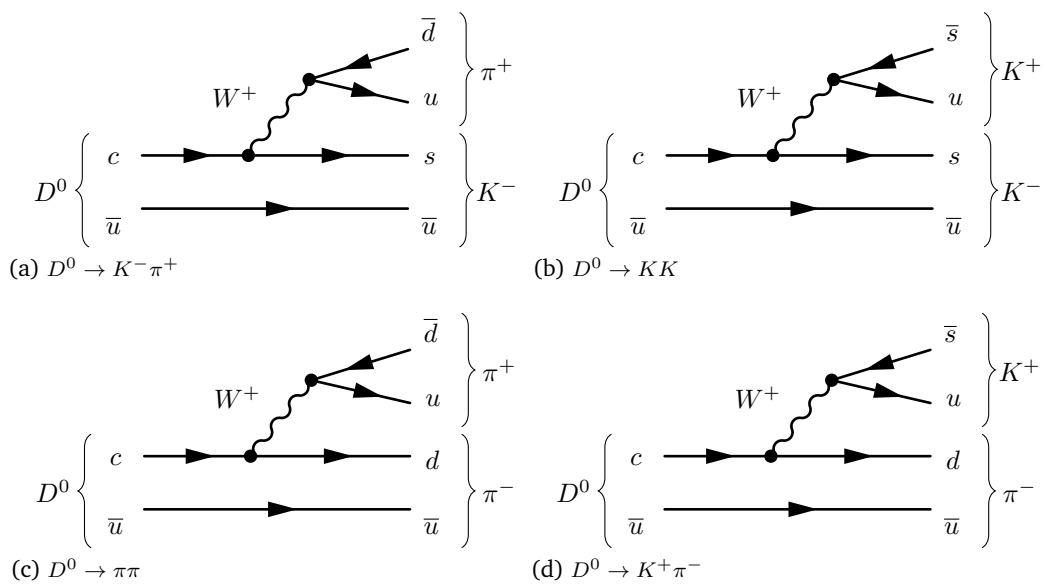 d̅ s̅
π⁺ K⁺
W⁺ u W⁺ u
c s c s
D⁰ K⁻ D⁰ K⁻
u̅ u̅ u̅ u̅
(a) D⁰ → K⁻π⁺ (b) D⁰ → KK
d̅ s̅
π⁺ K⁺
W⁺ u W⁺ u
c d c d
D⁰ π⁻ D⁰ π⁻
u̅ u̅ u̅ u̅
(c) D⁰ → ππ (d) D⁰ → K⁺π⁻